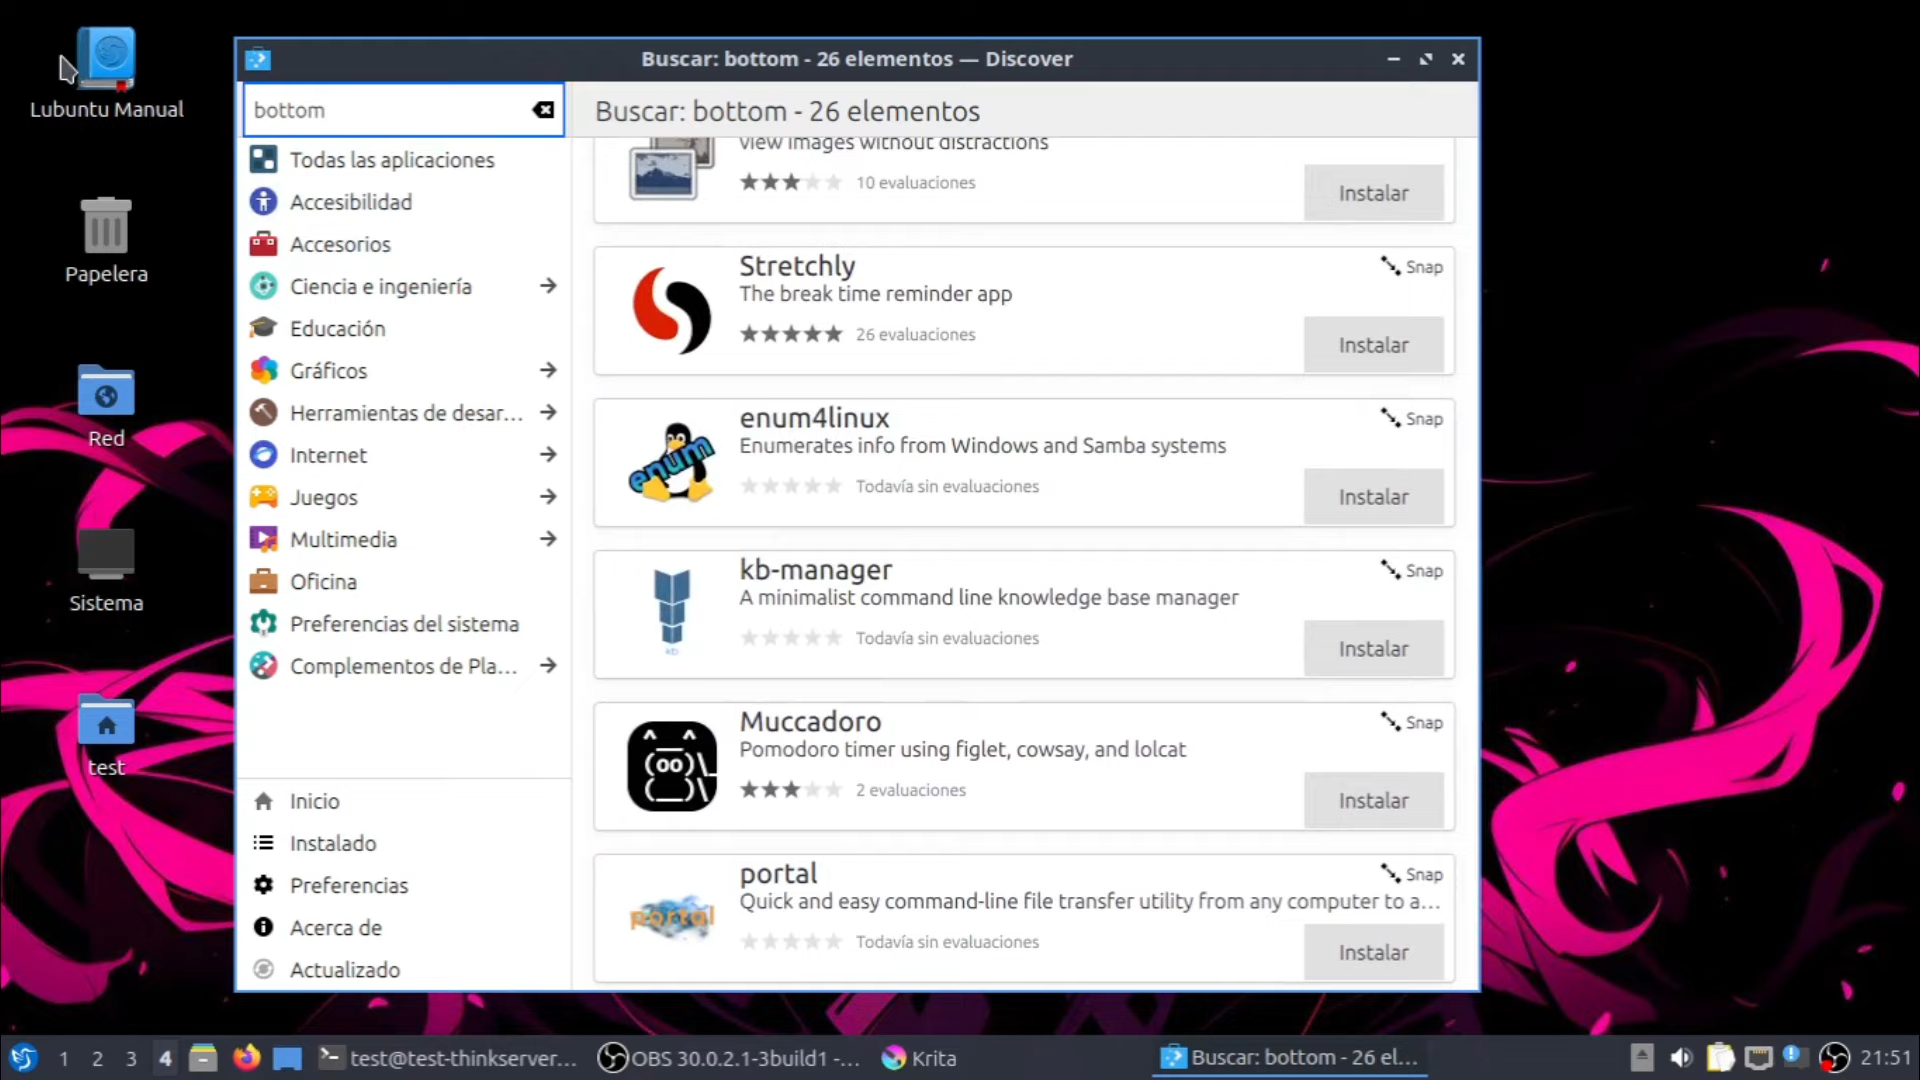 Lubuntu Manual
Papelera
Red
Sistema
test
Buscar: bottom - 26 elementos — Discover
bottom
Buscar: bottom - 26 elementos
Todas las aplicaciones
Accesibilidad
Accesorios
Ciencia e ingeniería
Educación
Gráficos
Herramientas de desar...
Internet
Juegos
Multimedia
Oficina
Preferencias del sistema
Complementos de Pla...
Inicio
Instalado
Preferencias
Acerca de
Actualizado
view images without distractions
10 evaluaciones
Instalar
Stretchly
Snap
The break time reminder app
26 evaluaciones
Instalar
enum4linux
Snap
Enumerates info from Windows and Samba systems
enum
Todavía sin evaluaciones
Instalar
kb-manager
Snap
A minimalist command line knowledge base manager
Todavía sin evaluaciones
Instalar
Muccadoro
Snap
Pomodoro timer using figlet, cowsay, and lolcat
2 evaluaciones
Instalar
portal
Snap
Quick and easy command-line file transfer utility from any computer to a...
portal
Todavía sin evaluaciones
Instalar
1 2 3 4 test@test-thinkserver... OBS 30.0.2.1-3build1 -... Krita Buscar: bottom - 26 el... 21:51